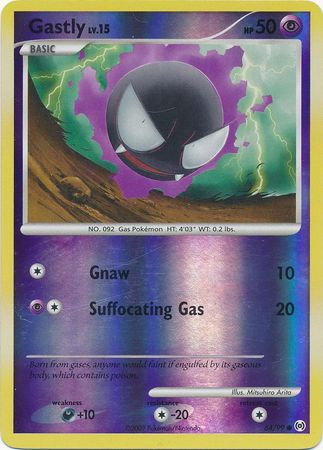 Gastly LV.15 HP 50
BASIC
NO. 092 Gas Pokémon HT: 4'03" WT: 0.2 lbs.
Gnaw 10
Suffocating Gas 20
Born from gases, anyone would faint if engulfed by its gaseous
body, which contains poison.
Illus. Mitsuhiro Arita
weakness resistance retreat cost
+10 -20
©2009 Pokémon/Nintendo 64/99